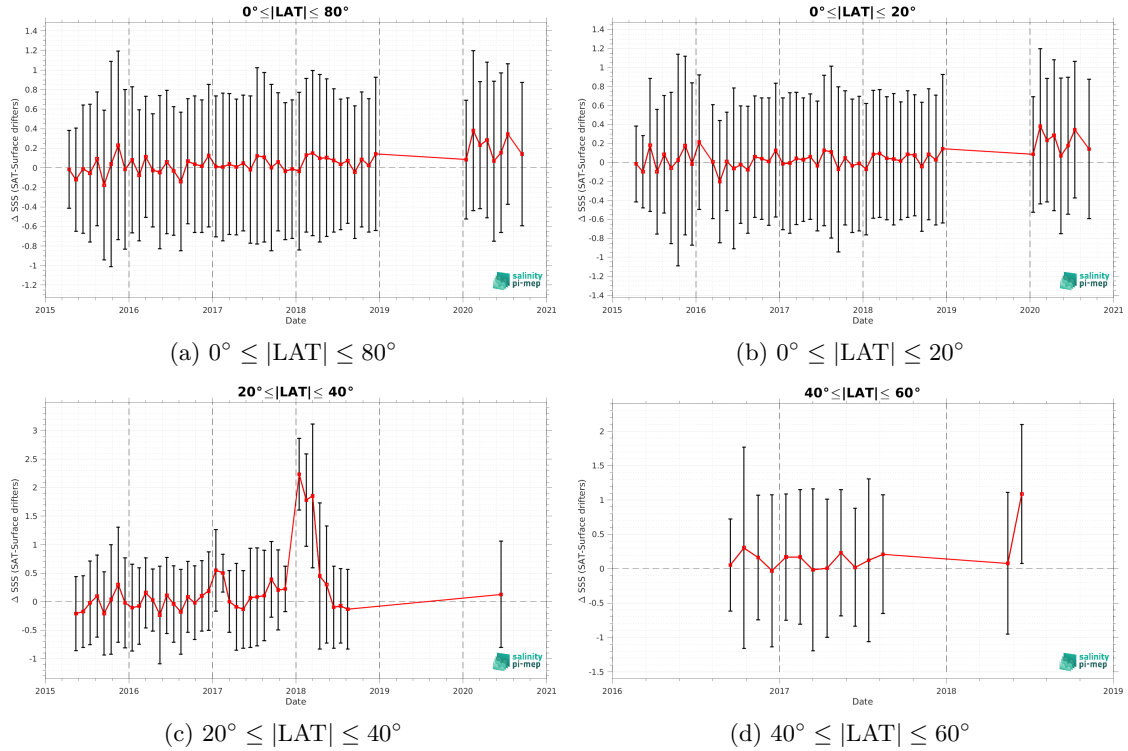 0°≤|LAT|≤ 80°
1.4
1.2
1
0.8
0.6
0.4
0.2
0
-0.2
-0.4
-0.6
-0.8
-1
-1.2
Δ SSS (SAT-Surface drifters)
2015 2016 2017 2018 2019 2020 2021
Date
salinity
pi-mep
(a) 0° ≤ |LAT| ≤ 80°
0°≤|LAT|≤ 20°
1.4
1.2
1
0.8
0.6
0.4
0.2
0
-0.2
-0.4
-0.6
-0.8
-1
-1.2
-1.4
Δ SSS (SAT-Surface drifters)
2015 2016 2017 2018 2019 2020 2021
Date
salinity
pi-mep
(b) 0° ≤ |LAT| ≤ 20°
20°≤|LAT|≤ 40°
3
2.5
2
1.5
1
0.5
0
-0.5
-1
Δ SSS (SAT-Surface drifters)
2015 2016 2017 2018 2019 2020 2021
Date
salinity
pi-mep
(c) 20° ≤ |LAT| ≤ 40°
40°≤|LAT|≤ 60°
2
1.5
1
0.5
0
-0.5
-1
-1.5
Δ SSS (SAT-Surface drifters)
2016 2017 2018 2019
Date
salinity
pi-mep
(d) 40° ≤ |LAT| ≤ 60°